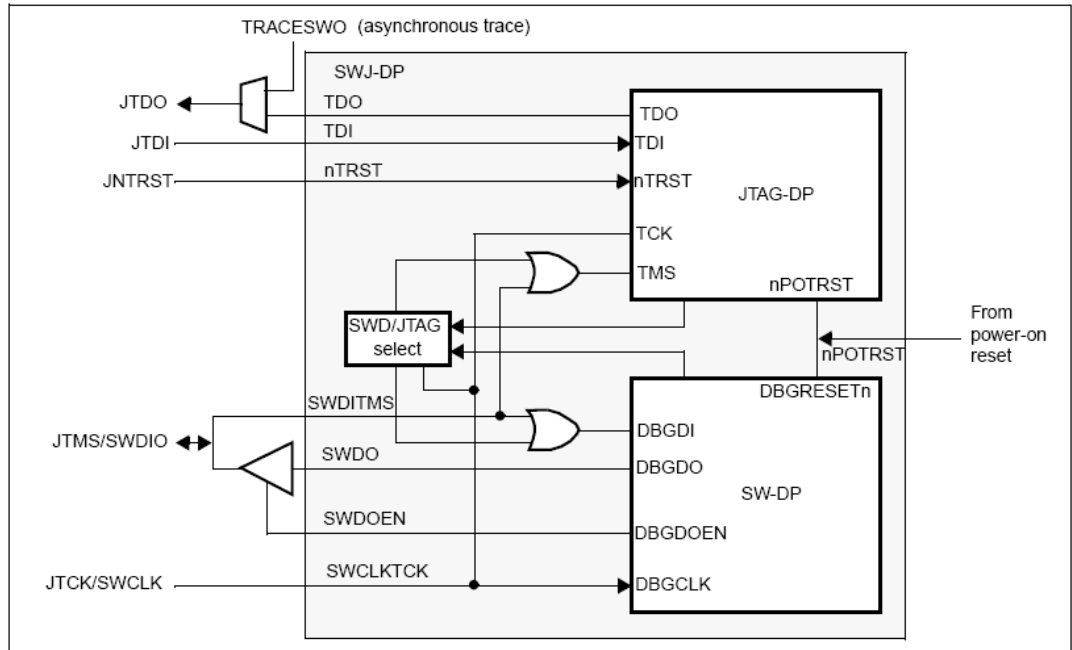 TRACESWO (asynchronous trace)
SWJ-DP
JTDO
TDO
TDO
JTDI
TDI
TDI
JNTRST
nTRST
nTRST
JTAG-DP
TCK
TMS
nPOTRST
SWD/JTAG
select
From
power-on
reset
nPOTRST
DBGRESETn
SWDITMS
DBGDI
JTMS/SWDIO
SWDO
DBGDO
SW-DP
SWDOEN
DBGDOEN
JTCK/SWCLK
SWCLKTCK
DBGCLK